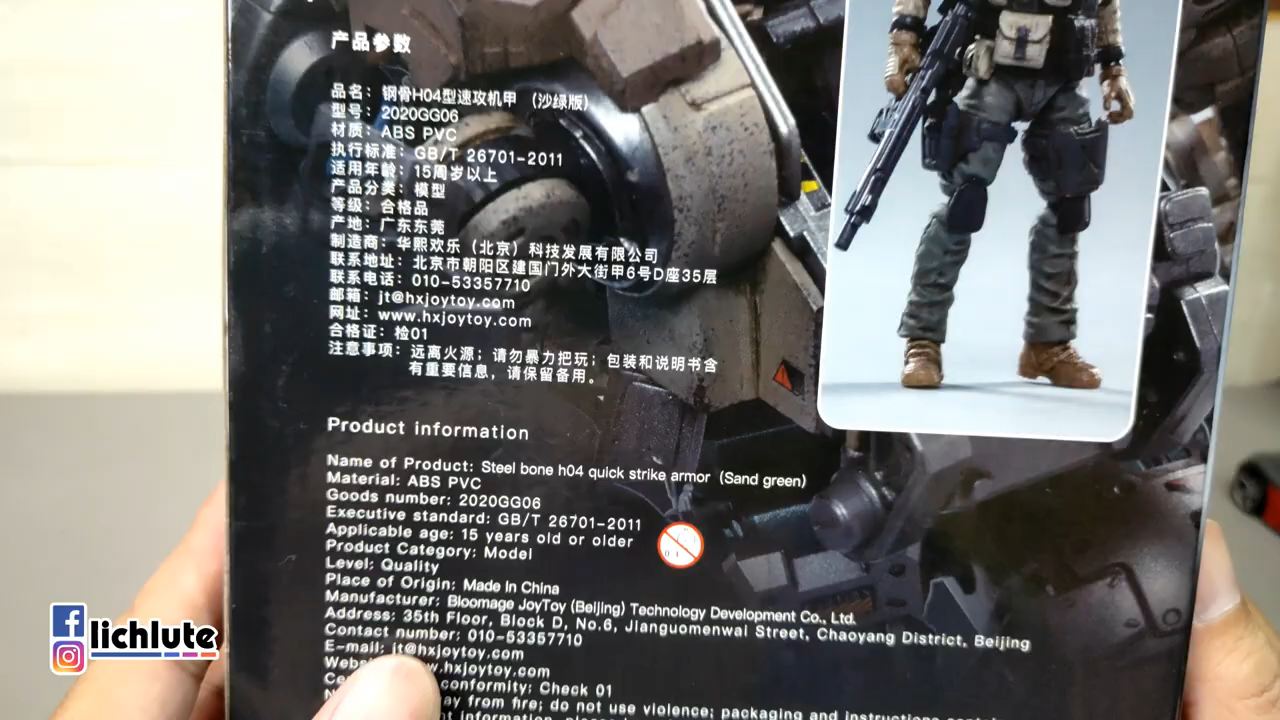 产品参数
品名：钢骨H04型速攻机甲 （沙绿版）
型号：2020GG06
材质：ABS PVC
执行标准：GB/T 26701-2011
适用年龄：15周岁以上
产品分类：模型
等级：合格品
产地：广东东莞
制造商：华熙欢乐（北京）科技发展有限公司
联系地址：北京市朝阳区建国门外大街甲6号D座35层
联系电话：010-53357710
邮箱：jt@hxjoytoy.com
网址：www.hxjoytoy.com
合格证：检01
注意事项：远离火源；请勿暴力把玩；包装和说明书含
有重要信息，请保留备用。
Product information
Name of Product: Steel bone h04 quick strike armor (Sand green)
Material: ABS PVC
Goods number: 2020GG06
Executive standard: GB/T 26701-2011
Applicable age: 15 years old or older
Product Category: Model
Level: Quality
Place of Origin: Made In China
Manufacturer: Bloomage JoyToy (Beijing) Technology Development Co., Ltd.
Address: 35th Floor, Block D, No.6, Jianguomenwai Street, Chaoyang District, Beijing
Contact number: 010-53357710
E-mail: jt@hxjoytoy.com
w.hxjoytoy.com
conformity: Check 01
from fire; do not use violence; packaging and instructions
information,
lichlute